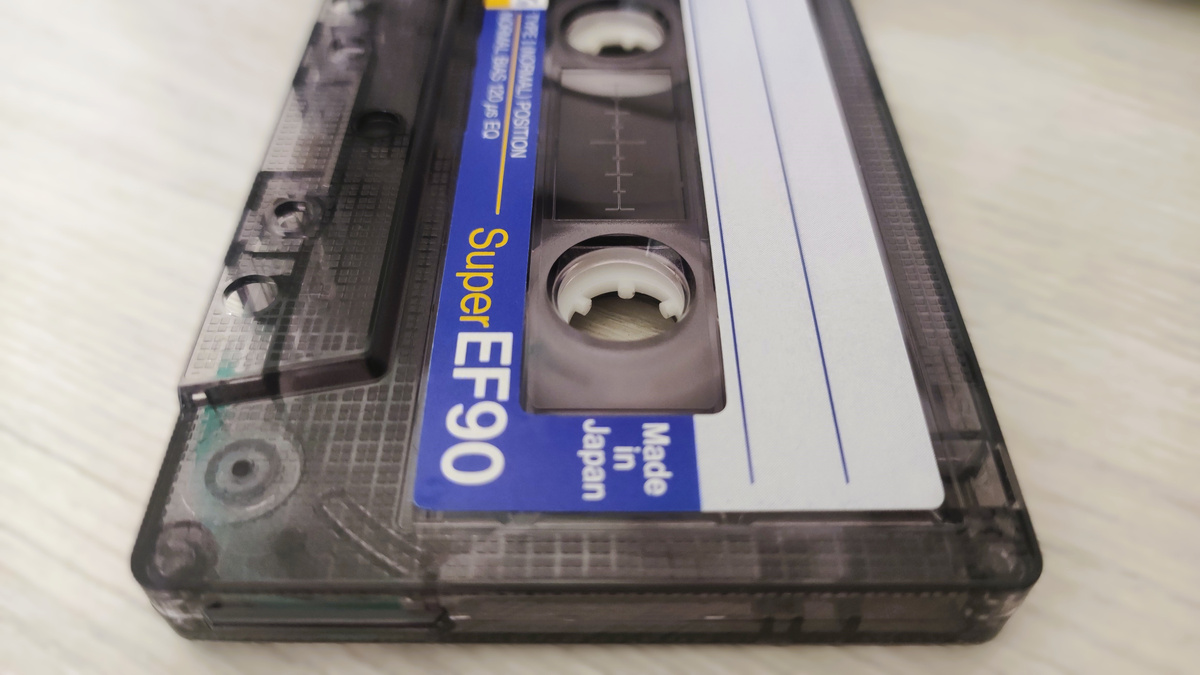 TYPE I (NORMAL) POSITION
NORMAL BIAS 120 μs EQ
Super EF90
Made
in
Japan